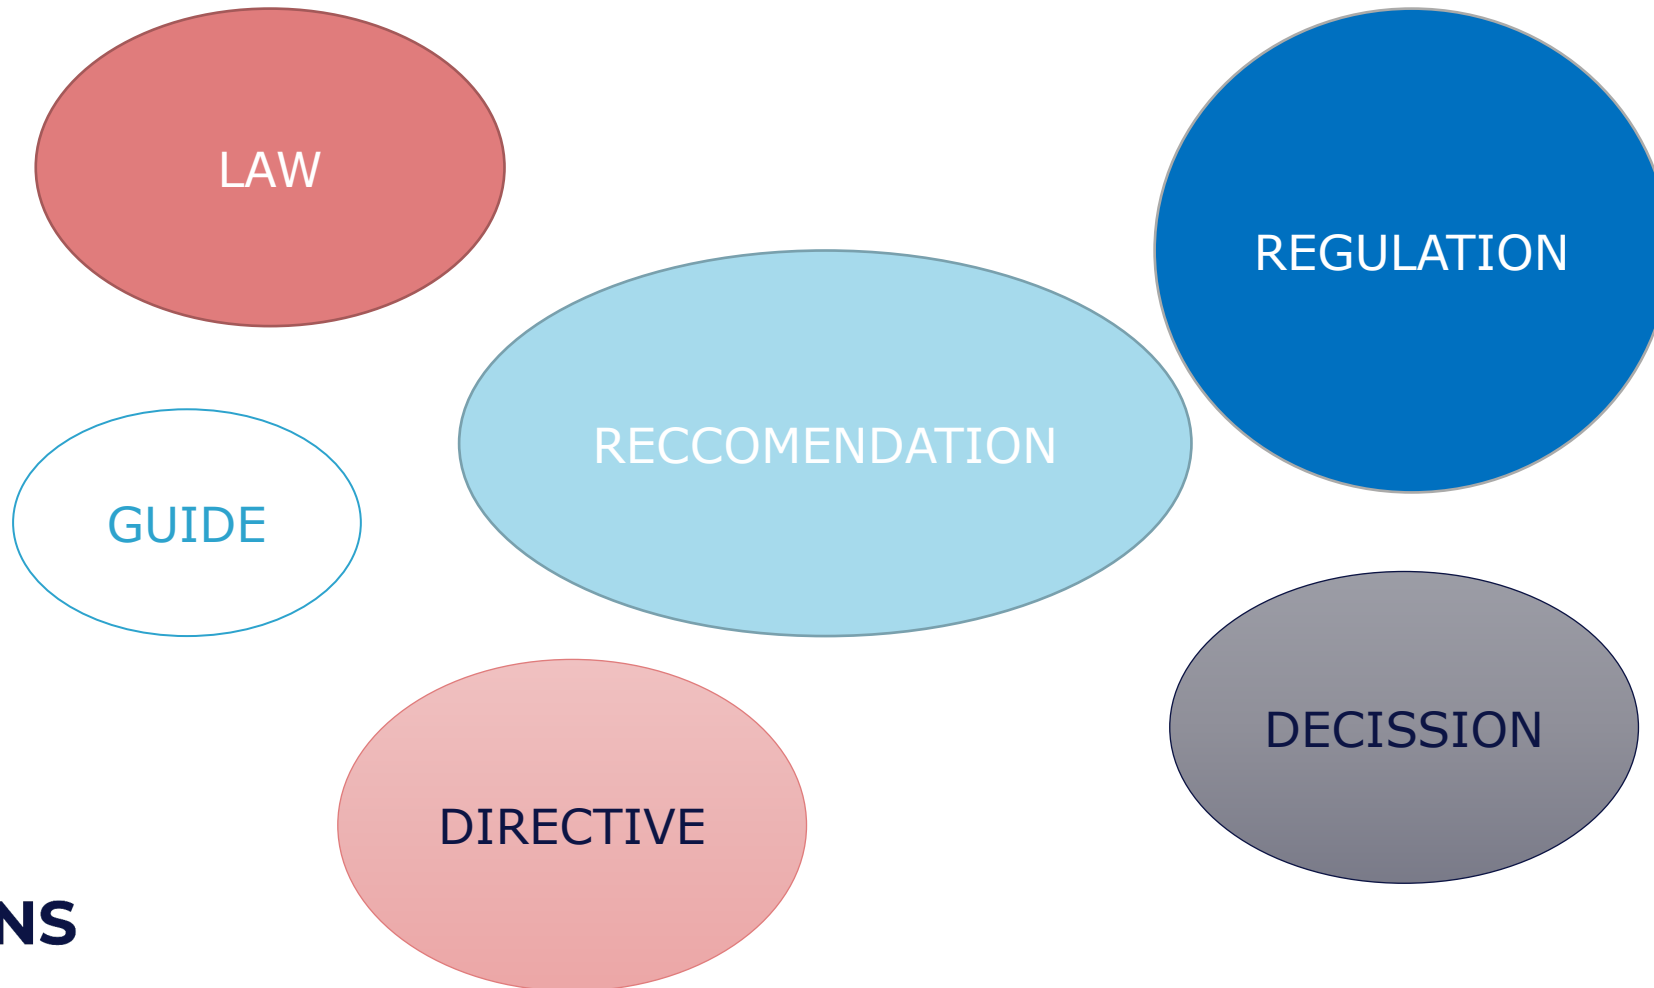 LAW
REGULATION
RECCOMENDATION
GUIDE
DECISSION
DIRECTIVE
NS